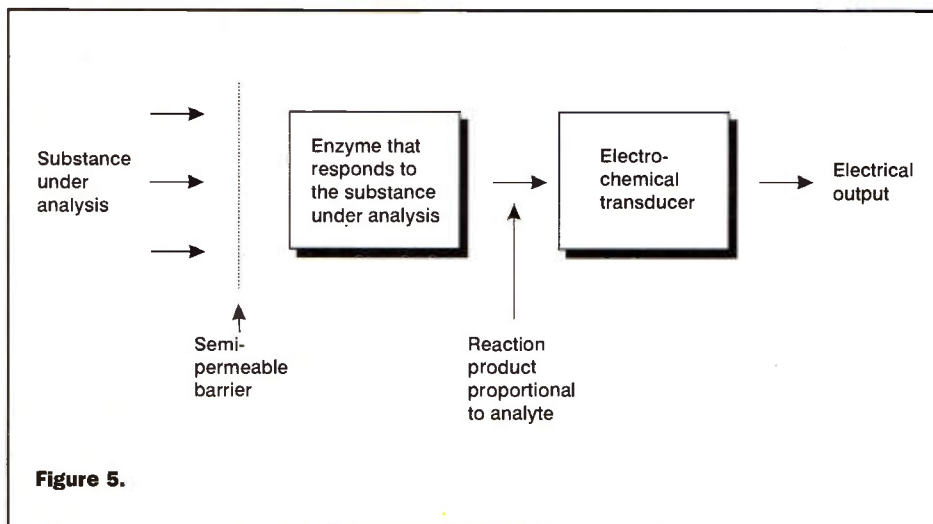 Substance
under
analysis
Enzyme that
responds to
the substance
under analysis
Electro-
chemical
transducer
Electrical
output
Semi-
permeable
barrier
Reaction
product
proportional
to analyte
Figure 5.